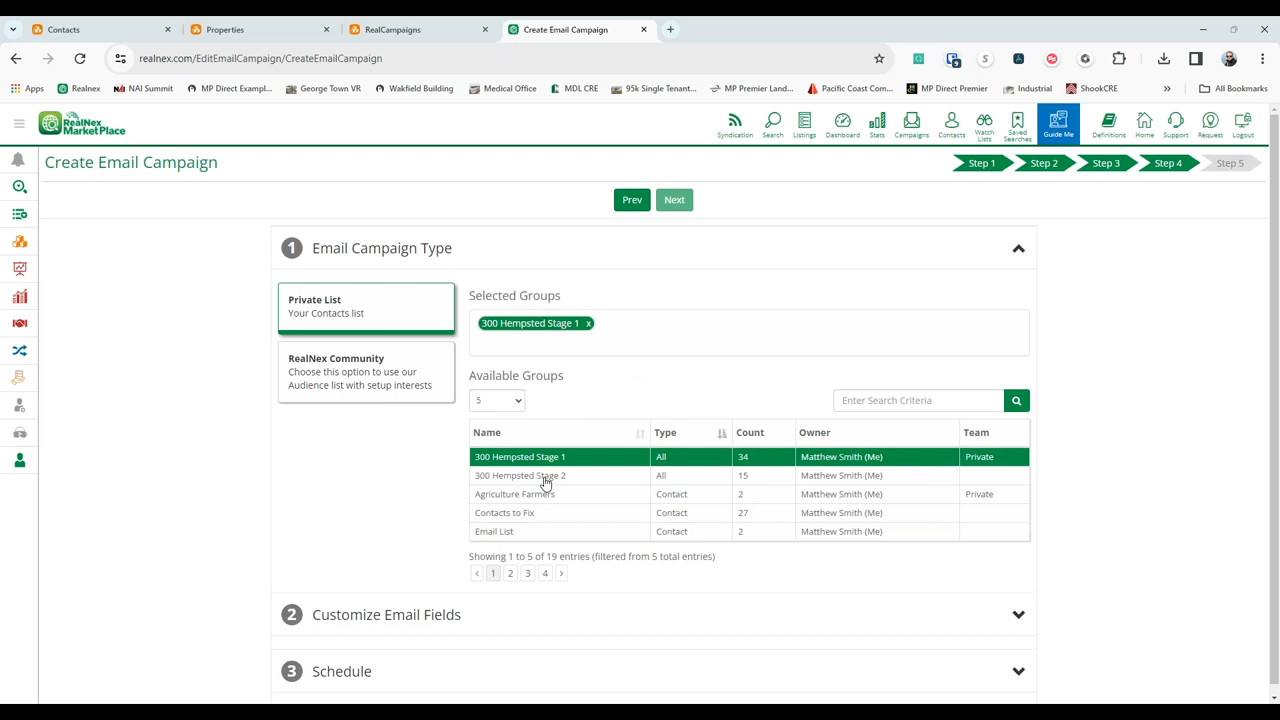 Contacts
Properties
RealCampaigns
Create Email Campaign
realnex.com/EditEmailCampaign/CreateEmailCampaign
Apps
Realnex
NAI Summit
MP Direct Exampl...
George Town VR
Wakfield Building
Medical Office
MDL CRE
95k Single Tenant...
MP Premier Land...
Pacific Coast Com...
MP Direct Premier
Industrial
ShookCRE
»
All Bookmarks
RealNex
MarketPlace
Syndication
Search
Listings
Dashboard
Stats
Campaigns
Contacts
Watch
Lists
Saved
Searches
Guide Me
Definitions
Home
Support
Request
Logout
Create Email Campaign
Step 1
Step 2
Step 3
Step 4
Step 5
Prev
Next
1 Email Campaign Type
Private List
Your Contacts list
RealNex Community
Choose this option to use our
Audience list with setup interests
Selected Groups
300 Hempsted Stage 1 x
Available Groups
5
Enter Search Criteria
Name Type Count Owner Team
300 Hempsted Stage 1 All 34 Matthew Smith (Me) Private
300 Hempsted Stage 2 All 15 Matthew Smith (Me)
Agriculture Farmers Contact 2 Matthew Smith (Me) Private
Contacts to Fix Contact 27 Matthew Smith (Me)
Email List Contact 2 Matthew Smith (Me)
Showing 1 to 5 of 19 entries (filtered from 5 total entries)
‹ 1 2 3 4 ›
2 Customize Email Fields
3 Schedule